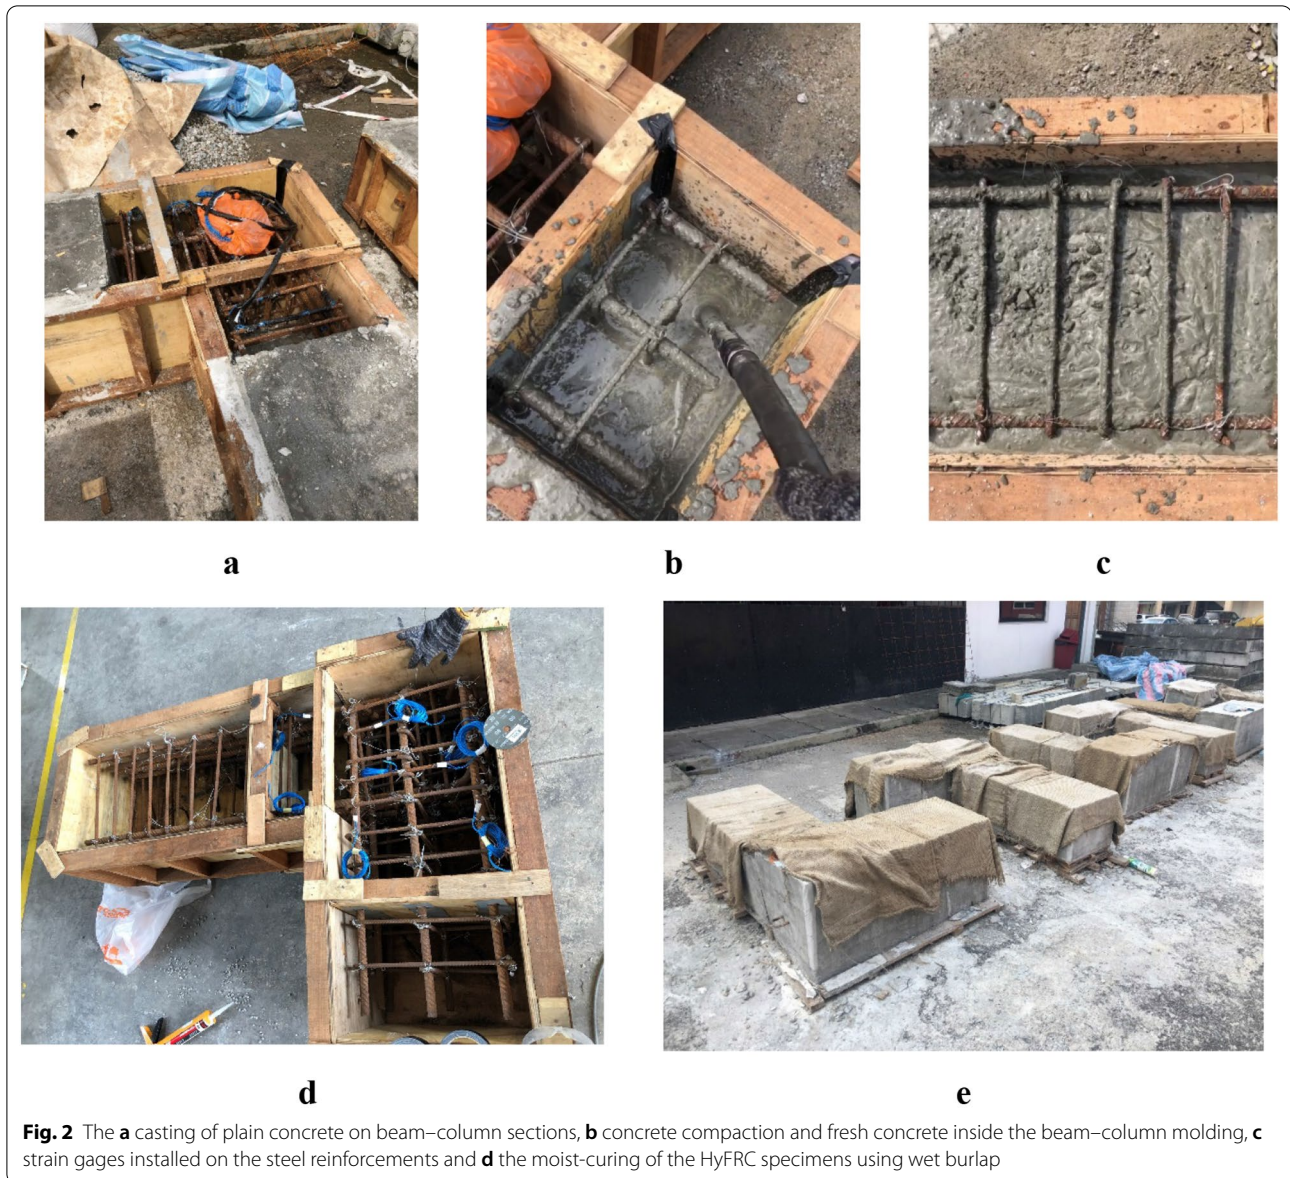 a
b
c
d
e
Fig. 2 The a casting of plain concrete on beam–column sections, b concrete compaction and fresh concrete inside the beam–column molding, c
strain gages installed on the steel reinforcements and d the moist-curing of the HyFRC specimens using wet burlap